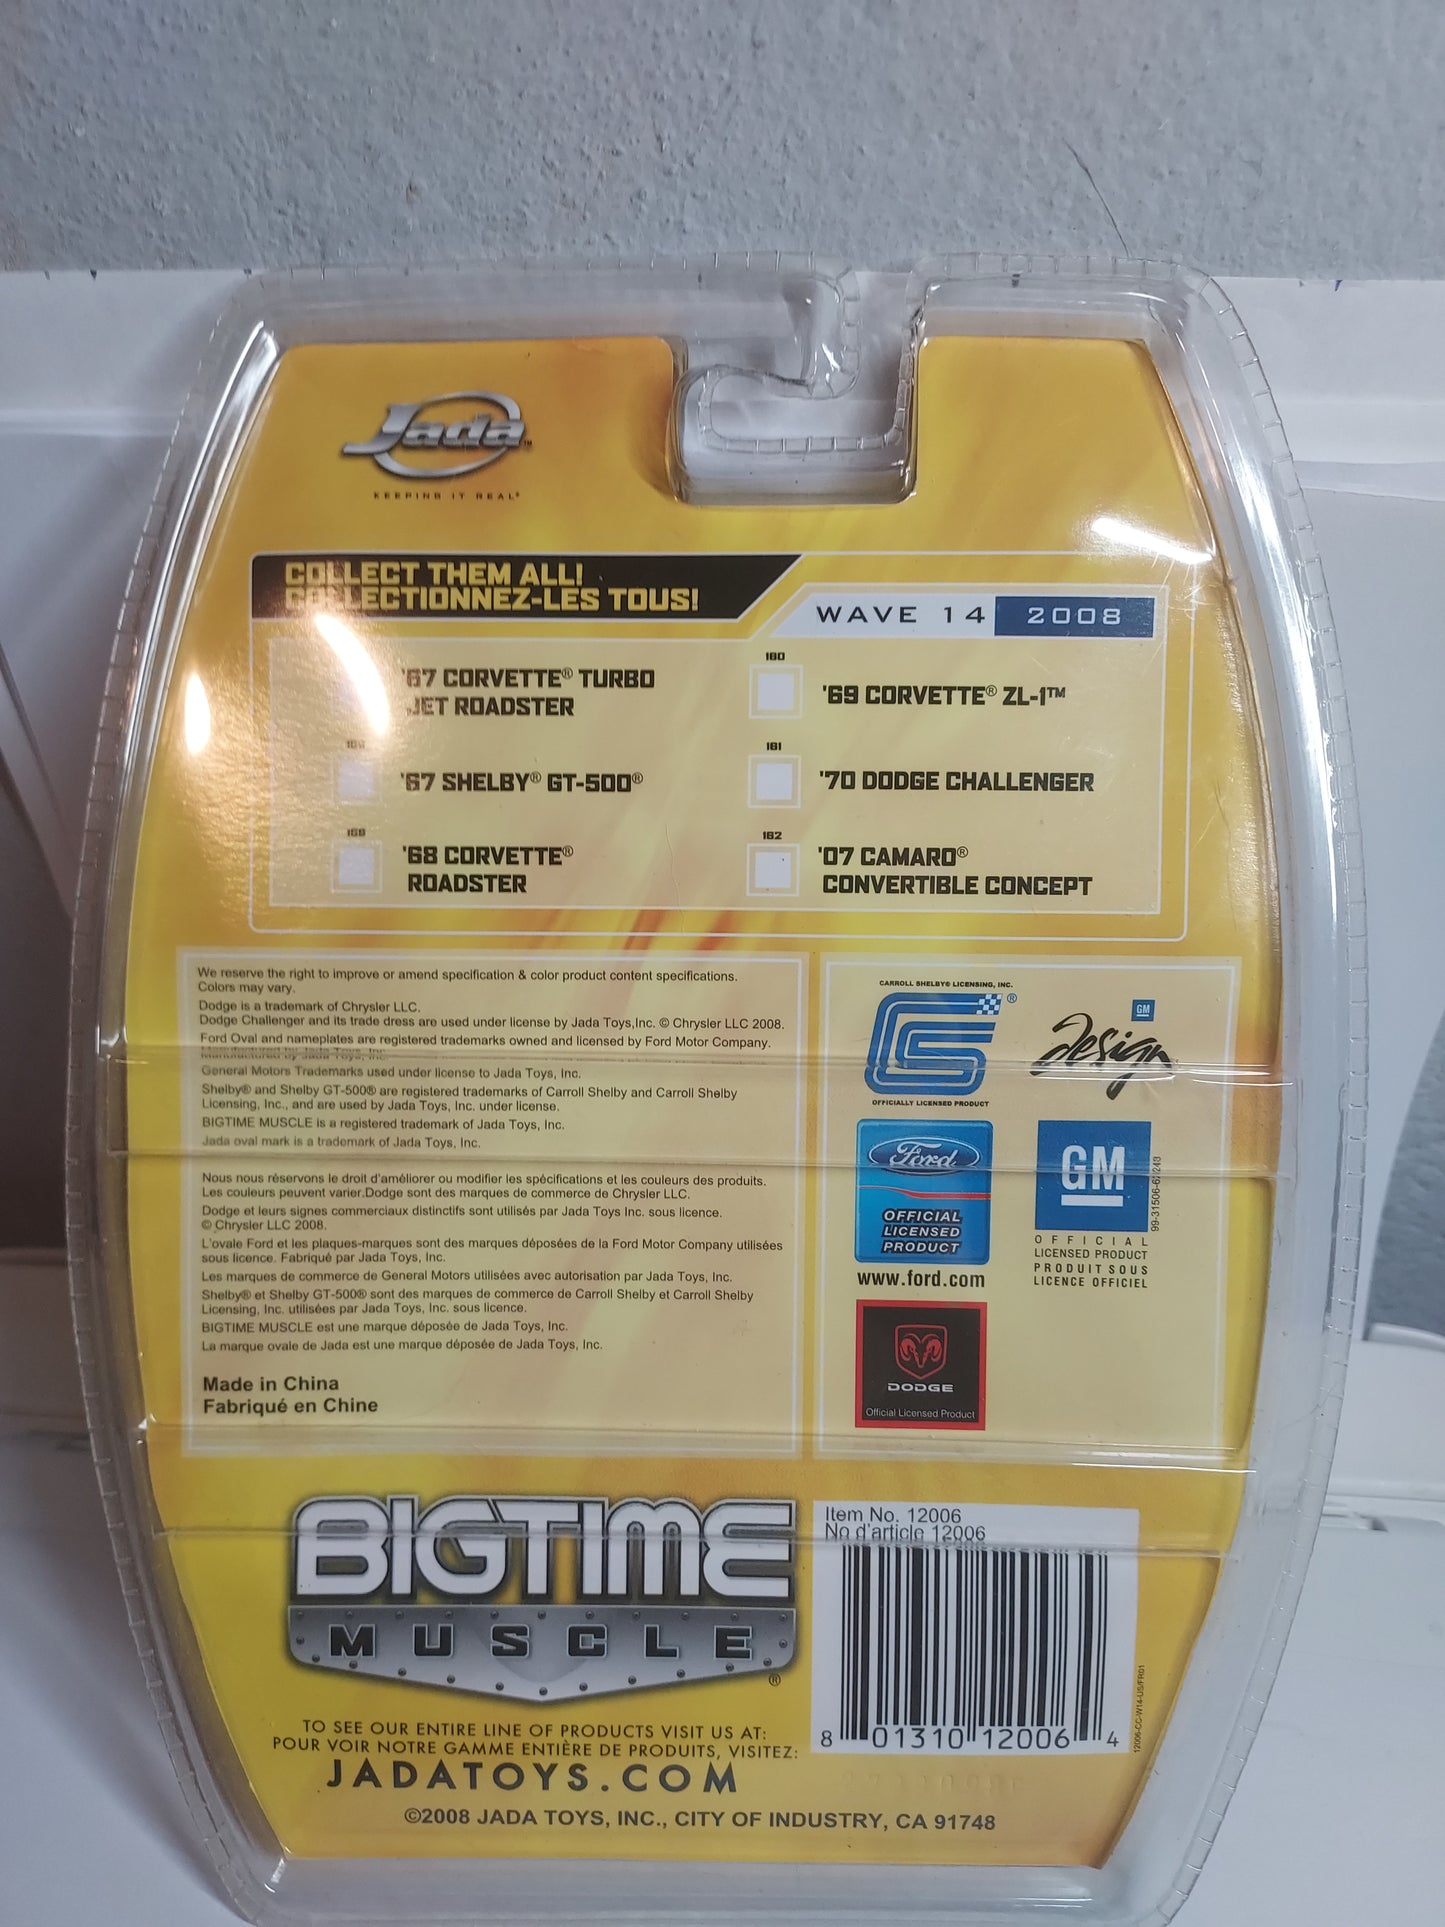 Jada™
KEEPING IT REAL®
COLLECT THEM ALL!
COLLECTIONNEZ-LES TOUS!
WAVE 14 2008
'67 CORVETTE® TURBO
JET ROADSTER
'67 SHELBY® GT-500®
'68 CORVETTE®
ROADSTER
160
'69 CORVETTE® ZL-1™
161
'70 DODGE CHALLENGER
162
'07 CAMARO®
CONVERTIBLE CONCEPT
We reserve the right to improve or amend specification & color product content specifications.
Colors may vary.
Dodge is a trademark of Chrysler LLC.
Dodge Challenger and its trade dress are used under license by Jada Toys,Inc. © Chrysler LLC 2008.
Ford Oval and nameplates are registered trademarks owned and licensed by Ford Motor Company.
Manufactured by Jada Toys, Inc.
General Motors Trademarks used under license to Jada Toys, Inc.
Shelby® and Shelby GT-500® are registered trademarks of Carroll Shelby and Carroll Shelby
Licensing, Inc., and are used by Jada Toys, Inc. under license.
BIGTIME MUSCLE is a registered trademark of Jada Toys, Inc.
Jada oval mark is a trademark of Jada Toys, Inc.
Nous nous réservons le droit d'améliorer ou modifier les spécifications et les couleurs des produits.
Les couleurs peuvent varier.Dodge sont des marques de commerce de Chrysler LLC.
Dodge et leurs signes commerciaux distinctifs sont utilisés par Jada Toys Inc. sous licence.
© Chrysler LLC 2008.
L'ovale Ford et les plaques-marques sont des marques déposées de la Ford Motor Company utilisées
sous licence. Fabriqué par Jada Toys, Inc.
Les marques de commerce de General Motors utilisées avec autorisation par Jada Toys, Inc.
Shelby® et Shelby GT-500® sont des marques de commerce de Carroll Shelby et Carroll Shelby
Licensing, Inc. utilisées par Jada Toys, Inc. sous licence.
BIGTIME MUSCLE est une marque déposée de Jada Toys, Inc.
La marque ovale de Jada est une marque déposée de Jada Toys, Inc.
Made in China
Fabriqué en Chine
CARROLL SHELBY® LICENSING, INC.
CS®
OFFICIALLY LICENSED PRODUCT
GM
Design
Ford
OFFICIAL
LICENSED
PRODUCT
www.ford.com
GM
OFFICIAL
LICENSED PRODUCT
PRODUIT SOUS
LICENCE OFFICIEL
DODGE
Official Licensed Product
BIGTIME
MUSCLE®
Item No. 12006
No d'article 12006
8 01310 12006 4
12006-CC-W14-US/FR01
TO SEE OUR ENTIRE LINE OF PRODUCTS VISIT US AT:
POUR VOIR NOTRE GAMME ENTIÈRE DE PRODUITS, VISITEZ:
JADATOYS.COM
©2008 JADA TOYS, INC., CITY OF INDUSTRY, CA 91748